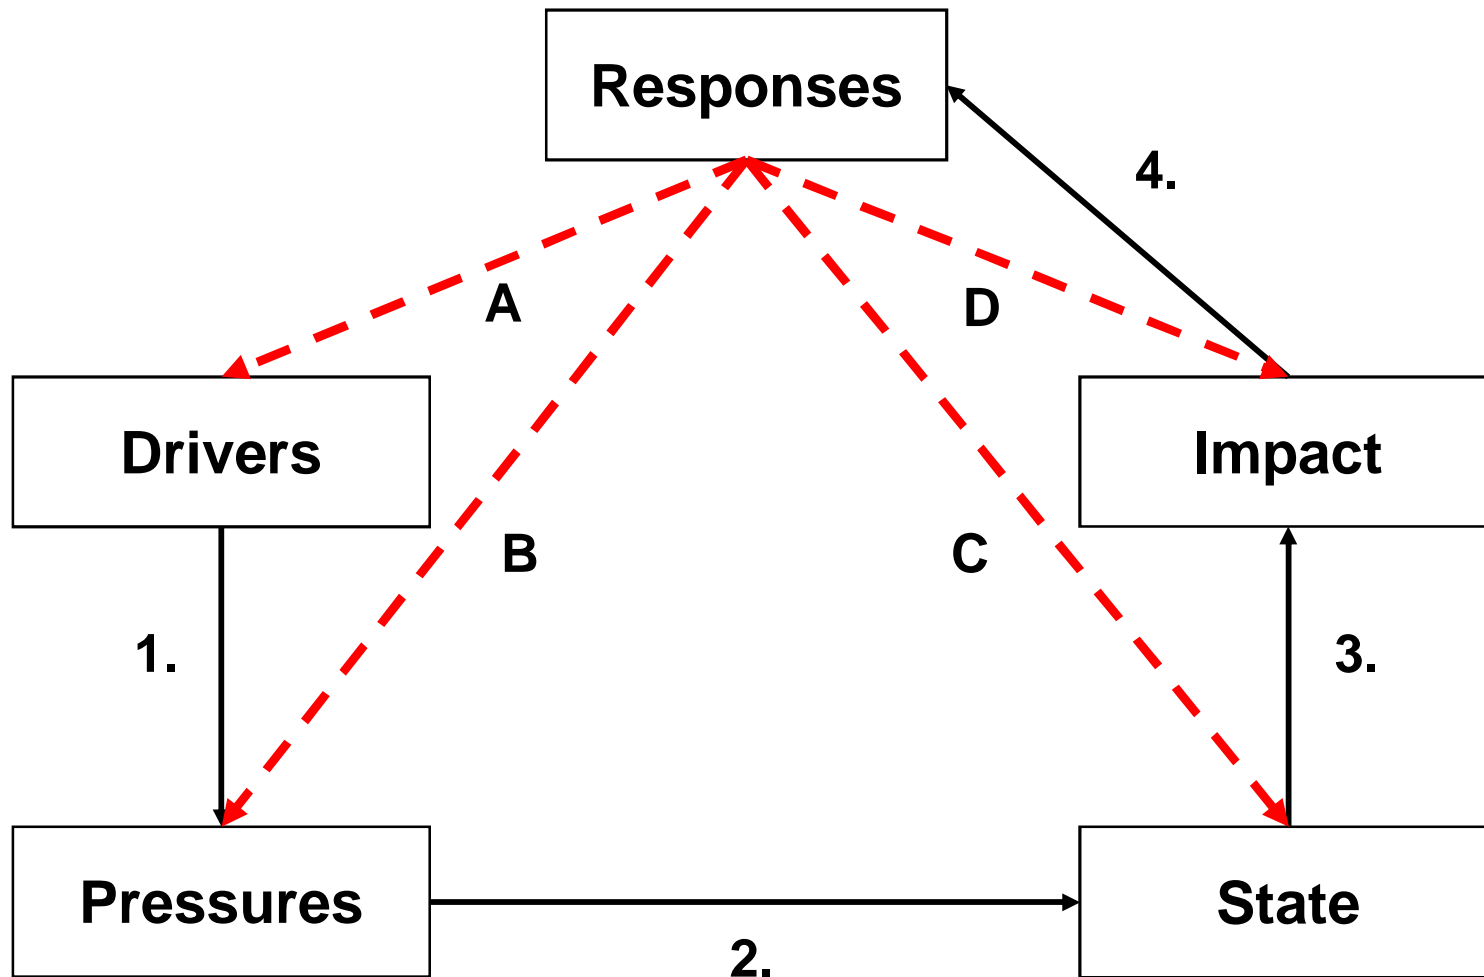 Responses
4.
A
D
Drivers
Impact
B
C
1.
3.
Pressures
State
2.